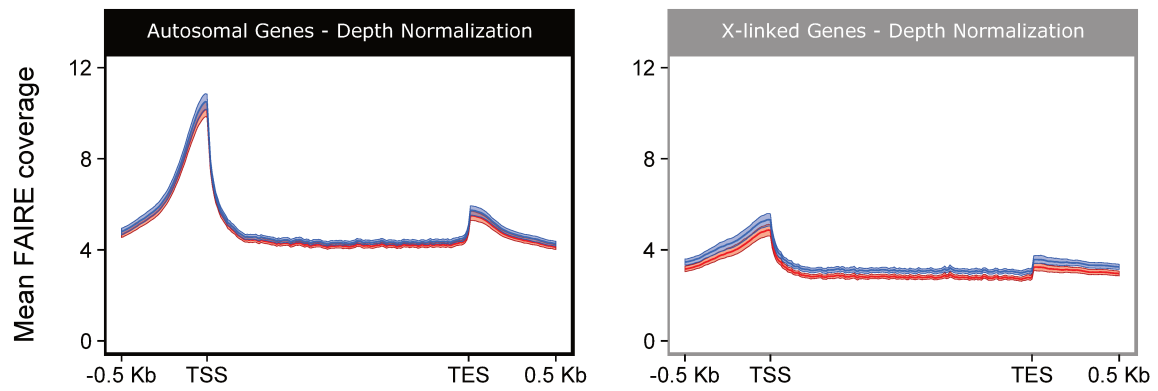 Autosomal Genes - Depth Normalization
X-linked Genes - Depth Normalization
Mean FAIRE coverage
12
8
4
0
-0.5 Kb TSS TES 0.5 Kb
12
8
4
0
-0.5 Kb TSS TES 0.5 Kb